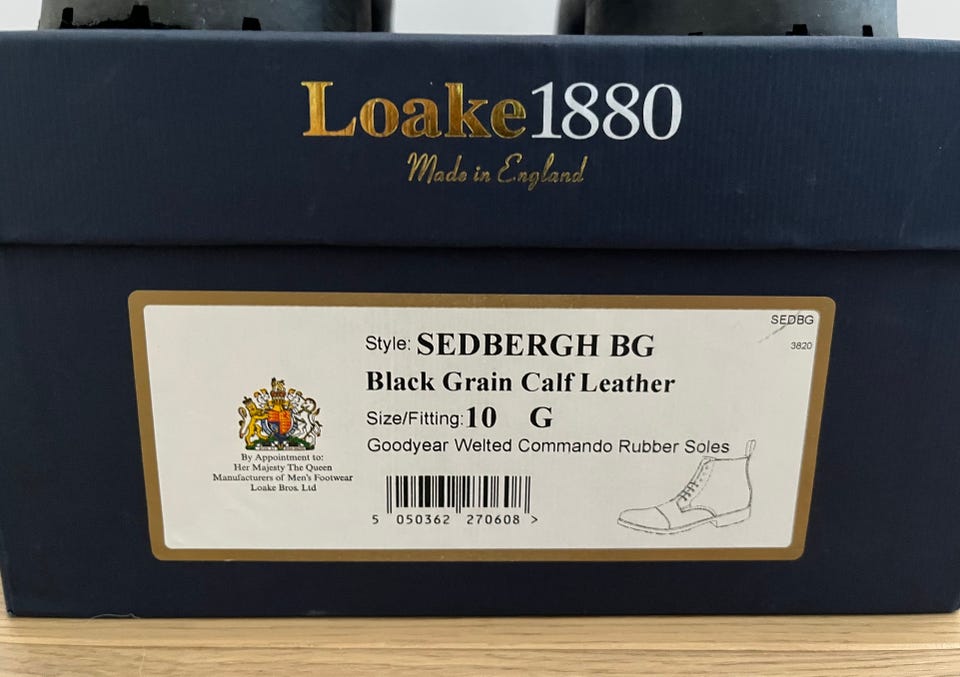 Loake1880
Made in England
SEDBG
3820
Style: SEDBERGH BG
Black Grain Calf Leather
Size/Fitting: 10 G
Goodyear Welted Commando Rubber Soles
By Appointment to:
Her Majesty The Queen
Manufacturers of Men's Footwear
Loake Bros. Ltd
5 050362 270608 >